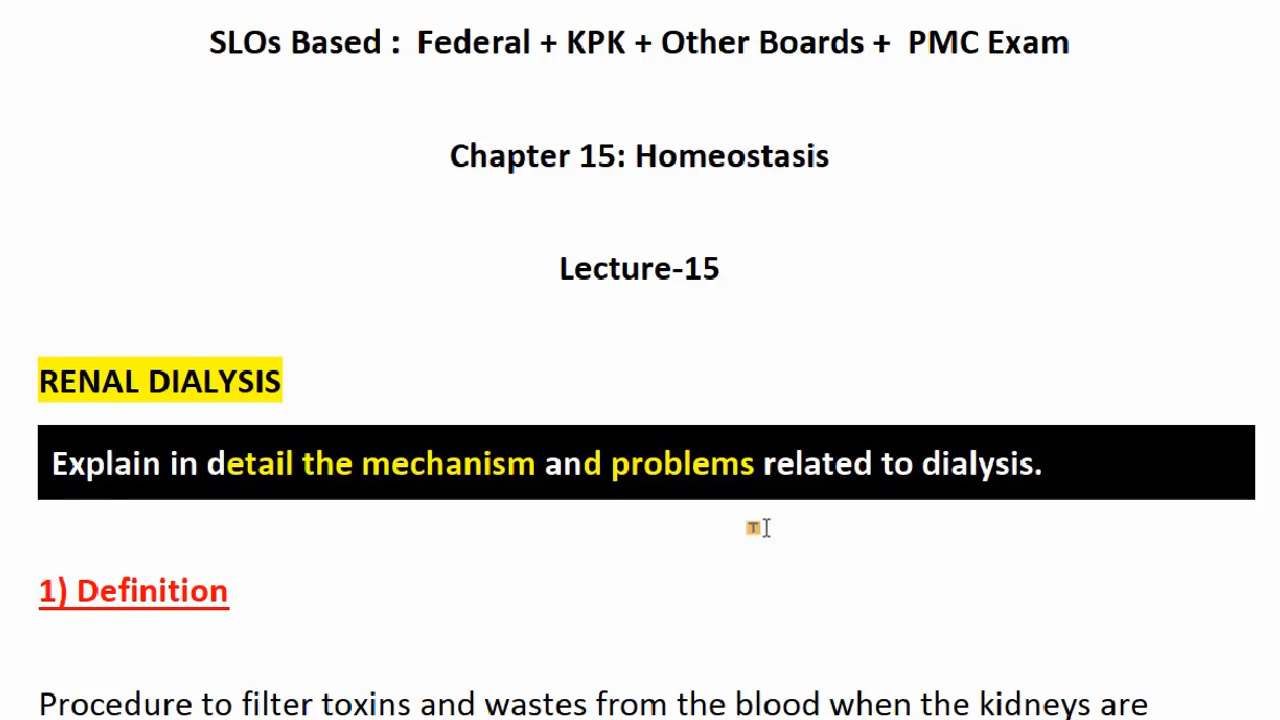 SLOs Based :  Federal + KPK + Other Boards +  PMC Exam
Chapter 15: Homeostasis
Lecture-15
RENAL DIALYSIS
Explain in detail the mechanism and problems related to dialysis.
T
1) Definition
Procedure to filter toxins and wastes from the blood when the kidneys are